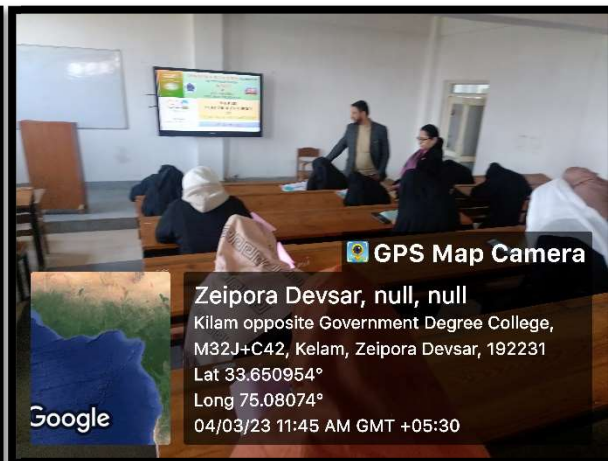 GPS Map Camera
Zeipora Devsar, null, null
Kilam opposite Government Degree College,
M32J+C42, Kelam, Zeipora Devsar, 192231
Lat 33.650954°
Long 75.08074°
04/03/23 11:45 AM GMT +05:30
Google